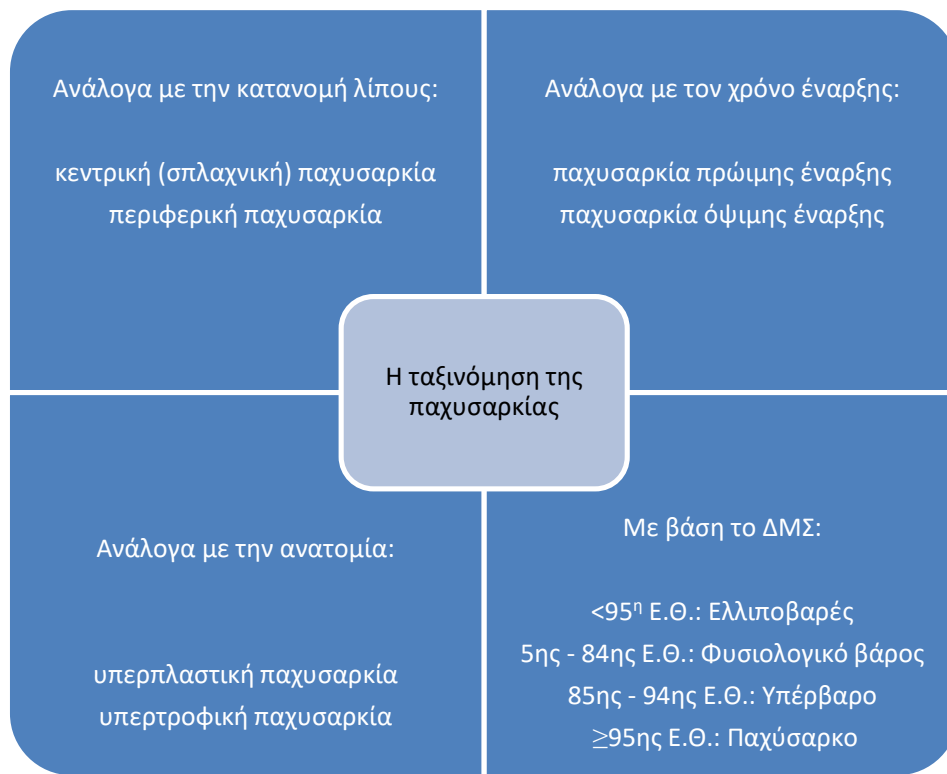 Ανάλογα με την κατανομή λίπους:
κεντρική (σπλαχνική) παχυσαρκία
περιφερική παχυσαρκία
Ανάλογα με τον χρόνο έναρξης:
παχυσαρκία πρώιμης έναρξης
παχυσαρκία όψιμης έναρξης
Η ταξινόμηση της
παχυσαρκίας
Ανάλογα με την ανατομία:
υπερπλαστική παχυσαρκία
υπερτροφική παχυσαρκία
Με βάση το ΔΜΣ:
<95η Ε.Θ.: Ελλιποβαρές
5ης - 84ης Ε.Θ.: Φυσιολογικό βάρος
85ης - 94ης Ε.Θ.: Υπέρβαρο
≥95ης Ε.Θ.: Παχύσαρκο